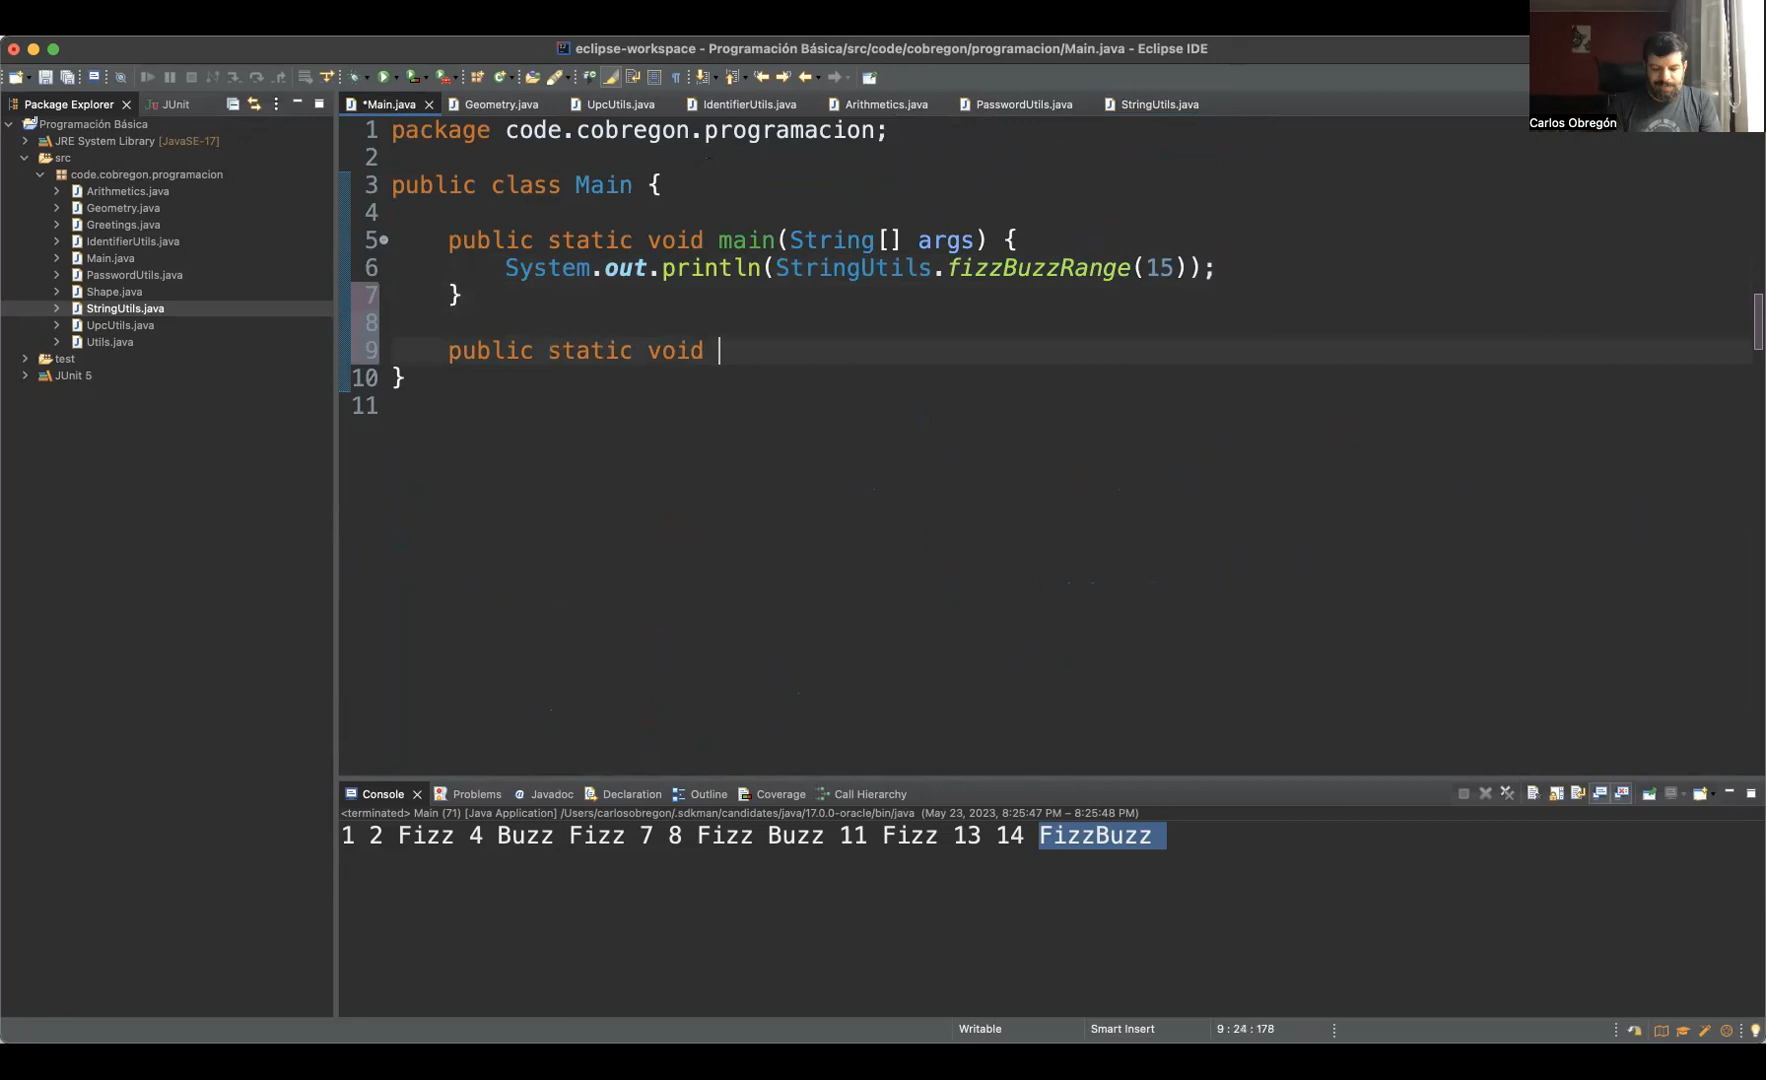 eclipse-workspace - Programación Básica/src/code/cobregon/programacion/Main.java - Eclipse IDE
Carlos Obregón
Package Explorer
JUnit
*Main.java
Geometry.java
UpcUtils.java
IdentifierUtils.java
Arithmetics.java
PasswordUtils.java
StringUtils.java
Programación Básica
JRE System Library [JavaSE-17]
src
code.cobregon.programacion
Arithmetics.java
Geometry.java
Greetings.java
IdentifierUtils.java
Main.java
PasswordUtils.java
Shape.java
StringUtils.java
UpcUtils.java
Utils.java
test
JUnit 5
1 package code.cobregon.programacion;
2
3 public class Main {
4
5 public static void main(String[] args) {
6 System.out.println(StringUtils.fizzBuzzRange(15));
7 }
8
9 public static void
10 }
11
Console
Problems
Javadoc
Declaration
Outline
Coverage
Call Hierarchy
<terminated> Main (71) [Java Application] /Users/carlosobregon/.sdkman/candidates/java/17.0.0-oracle/bin/java (May 23, 2023, 8:25:47 PM – 8:25:48 PM)
1 2 Fizz 4 Buzz Fizz 7 8 Fizz Buzz 11 Fizz 13 14 FizzBuzz
Writable
Smart Insert
9 : 24 : 178